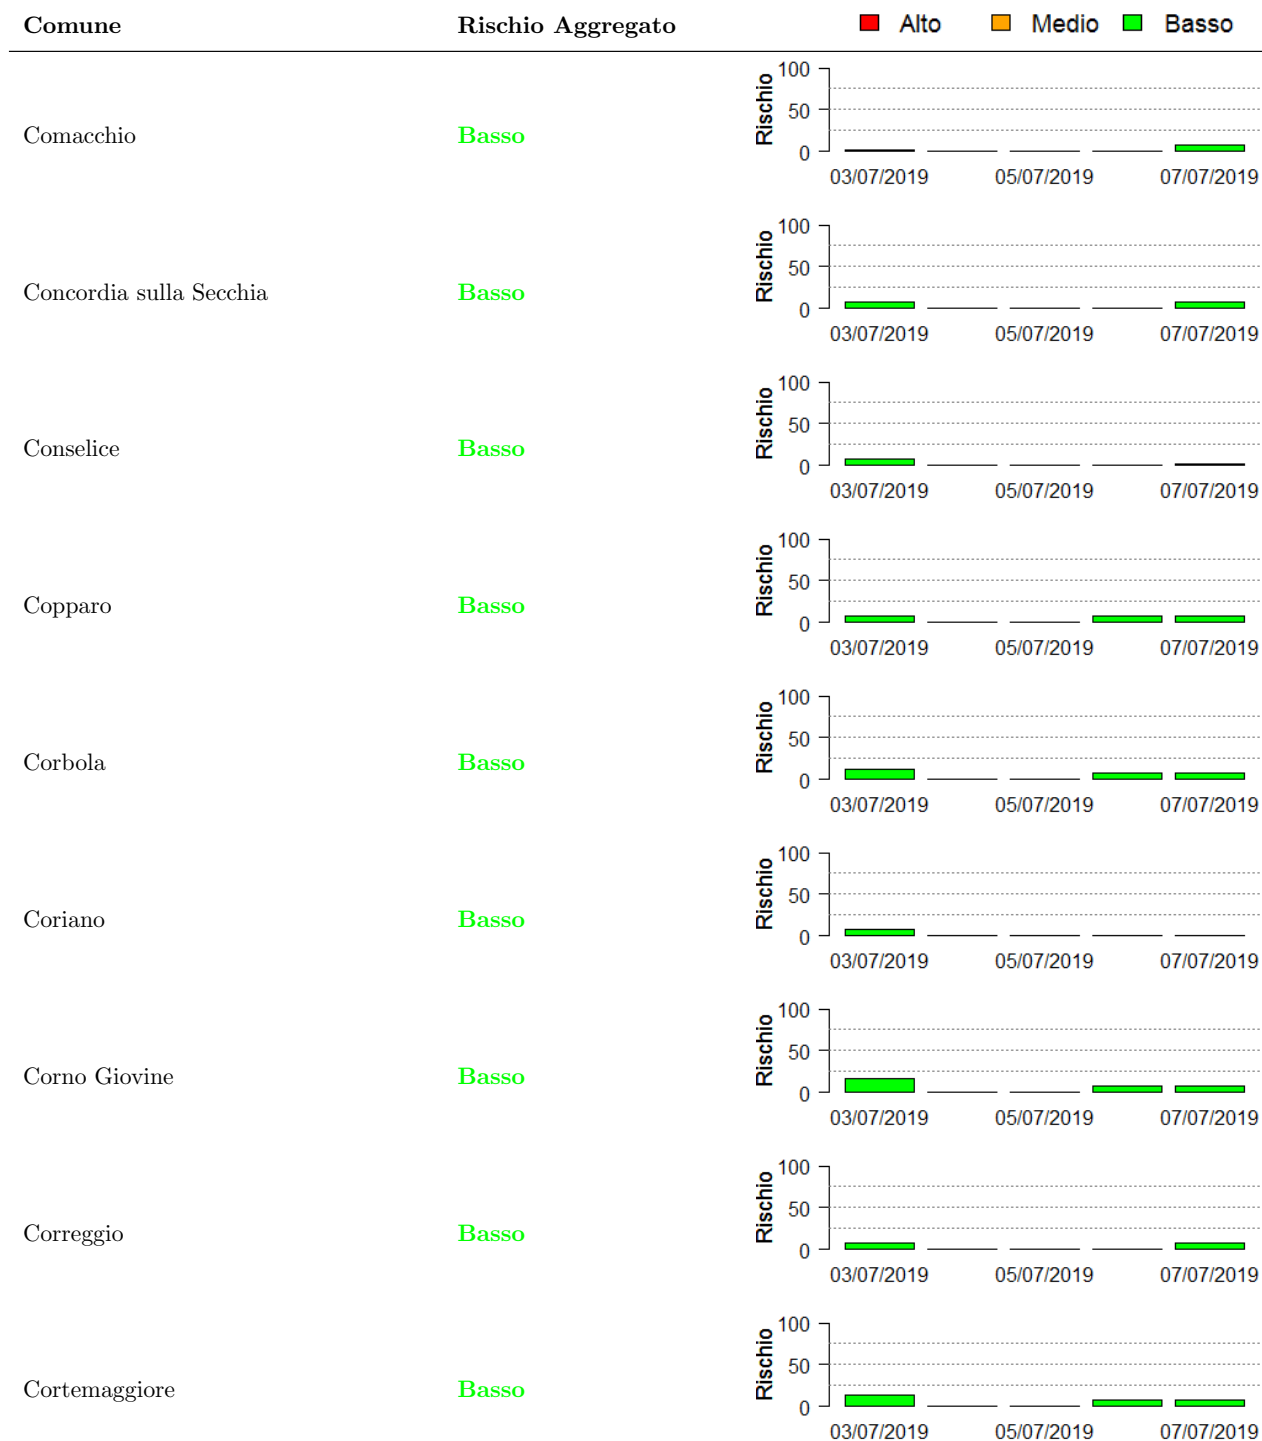 Comune Rischio Aggregato Alto Medio Basso
100
50
0
Rischio
Comacchio Basso
03/07/2019 05/07/2019 07/07/2019
100
50
0
Rischio
Concordia sulla Secchia Basso
03/07/2019 05/07/2019 07/07/2019
100
50
0
Rischio
Conselice Basso
03/07/2019 05/07/2019 07/07/2019
100
50
0
Rischio
Copparo Basso
03/07/2019 05/07/2019 07/07/2019
100
50
0
Rischio
Corbola Basso
03/07/2019 05/07/2019 07/07/2019
100
50
0
Rischio
Coriano Basso
03/07/2019 05/07/2019 07/07/2019
100
50
0
Rischio
Corno Giovine Basso
03/07/2019 05/07/2019 07/07/2019
100
50
0
Rischio
Correggio Basso
03/07/2019 05/07/2019 07/07/2019
100
50
0
Rischio
Cortemaggiore Basso
03/07/2019 05/07/2019 07/07/2019